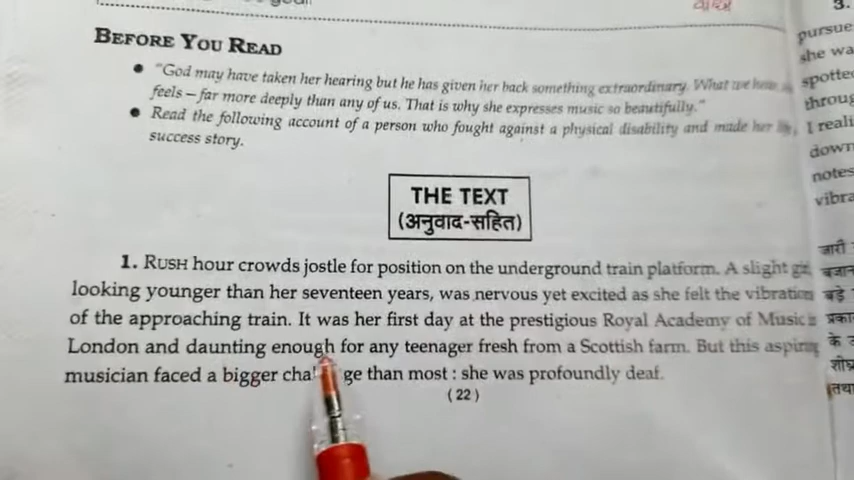 BEFORE YOU READ
● "God may have taken her hearing but he has given her back something extraordinary. What we hear,
feels – far more deeply than any of us. That is why she expresses music so beautifully."
● Read the following account of a person who fought against a physical disability and made her
success story.
THE TEXT
(अनुवाद-सहित)
1. RUSH hour crowds jostle for position on the underground train platform. A slight
looking younger than her seventeen years, was nervous yet excited as she felt the vibration
of the approaching train. It was her first day at the prestigious Royal Academy of Music
London and daunting enough for any teenager fresh from a Scottish farm. But this
musician faced a bigger than most : she was profoundly deaf.
( 22 )
3.
pursue
she wa
spotte
throug
I reali
down
notes
vibra
जारी
बजान
बड़े
प्रका
के
शीघ्र
तथा